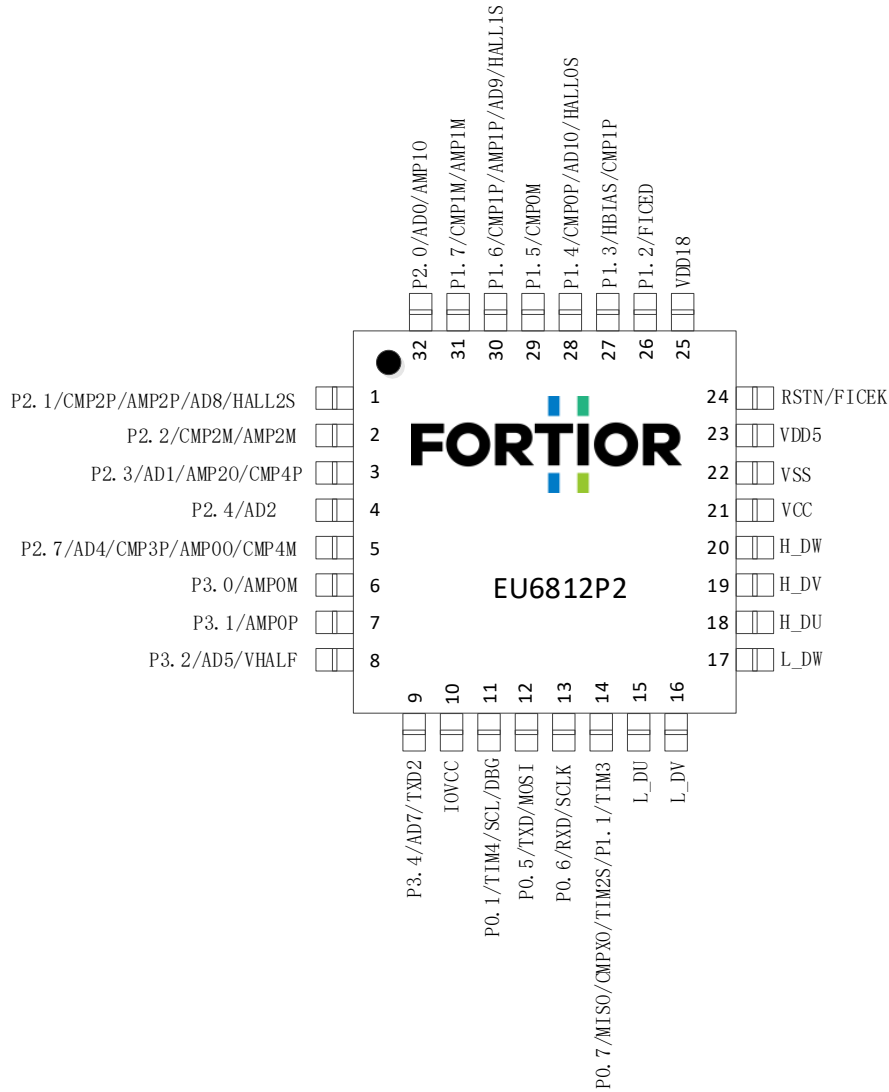 P2.0/AD0/AMP1O
P1.7/CMP1M/AMP1M
P1.6/CMP1P/AMP1P/AD9/HALL1S
P1.5/CMP0M
P1.4/CMP0P/AD10/HALL0S
P1.3/HBIAS/CMP1P
P1.2/FICED
VDD18
32
31
30
29
28
27
26
25
P2.1/CMP2P/AMP2P/AD8/HALL2S
1
P2.2/CMP2M/AMP2M
2
P2.3/AD1/AMP2O/CMP4P
3
P2.4/AD2
4
P2.7/AD4/CMP3P/AMP0O/CMP4M
5
P3.0/AMP0M
6
P3.1/AMP0P
7
P3.2/AD5/VHALF
8
FORTIOR
EU6812P2
24
RSTN/FICEK
23
VDD5
22
VSS
21
VCC
20
H_DW
19
H_DV
18
H_DU
17
L_DW
9
10
11
12
13
14
15
16
P3.4/AD7/TXD2
IOVCC
P0.1/TIM4/SCL/DBG
P0.5/TXD/MOSI
P0.6/RXD/SCLK
P0.7/MISO/CMPXO/TIM2S/P1.1/TIM3
L_DU
L_DV